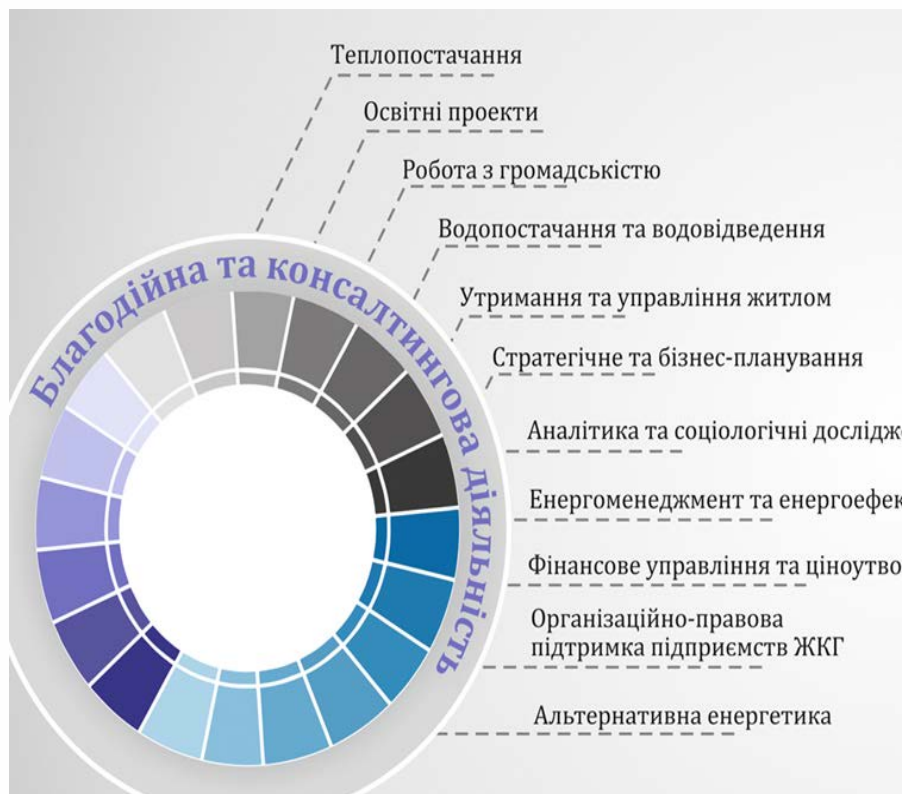 Теплопостачання
Освітні проекти
Робота з громадськістю
Водопостачання та водовідведення
Утримання та управління житлом
Стратегічне та бізнес-планування
Аналітика та соціологічні
Енергоменеджмент та
Фінансове управління та
Організаційно-правова
підтримка підприємств ЖКГ
Альтернативна енергетика
Благодійна та консалтингова діяльність